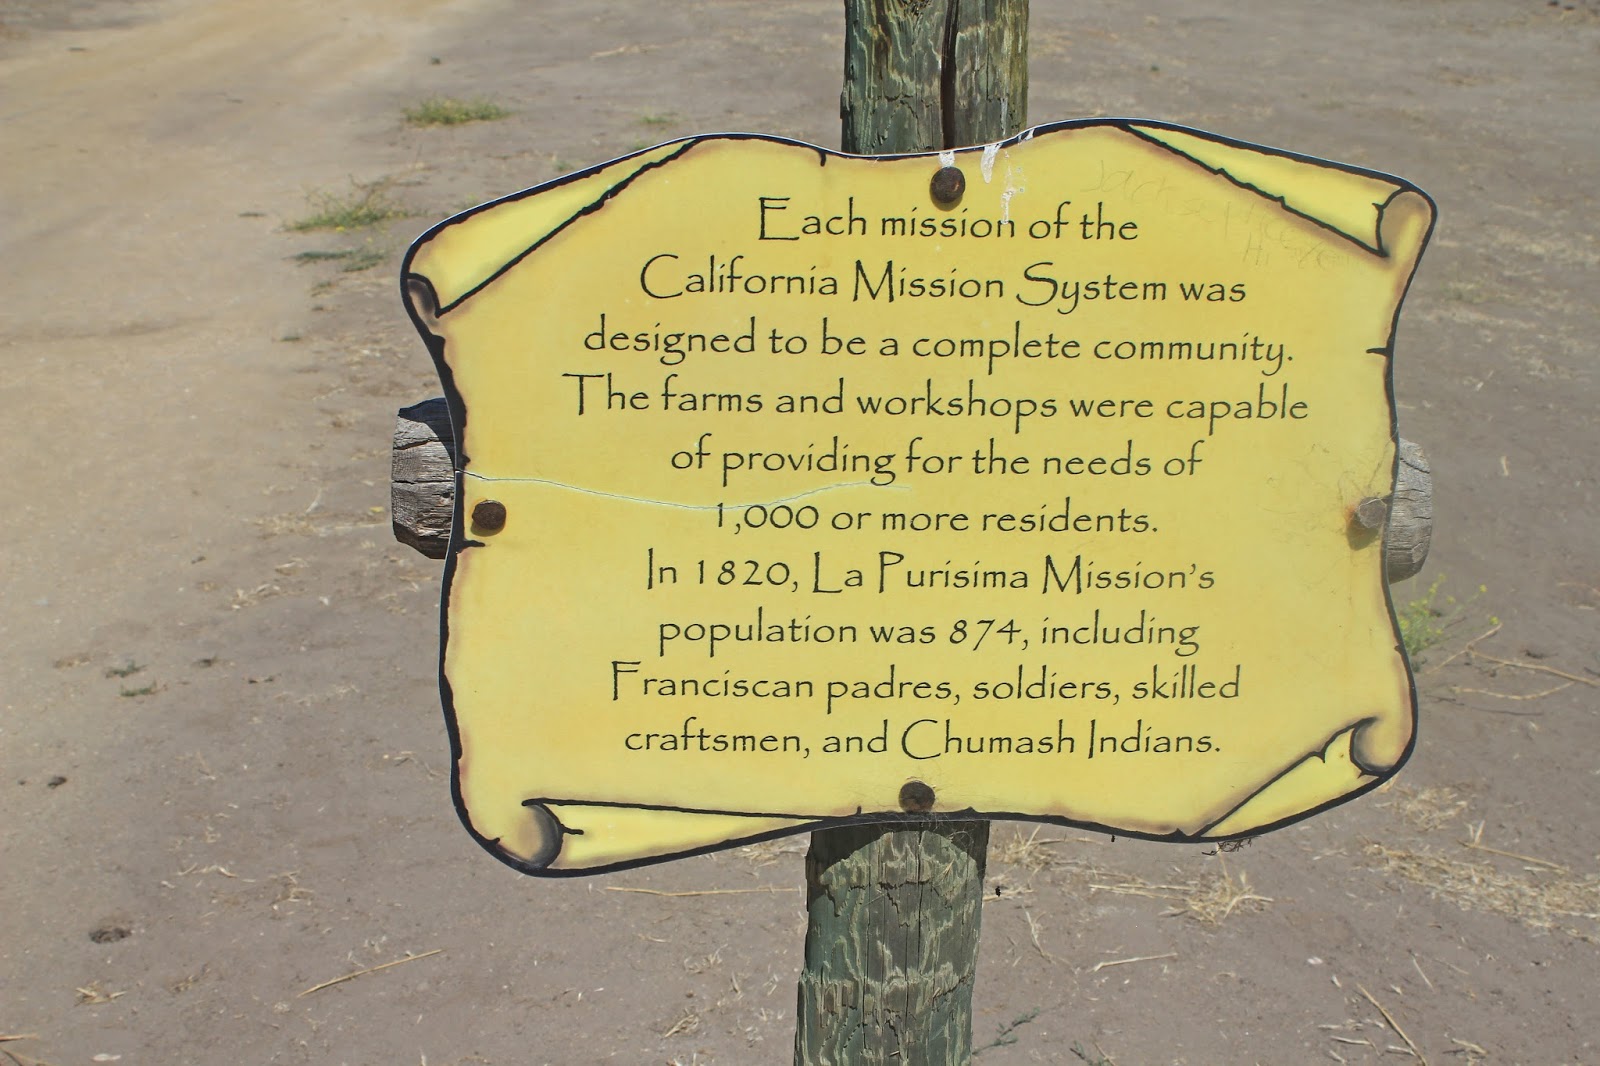 Each mission of the
California Mission System was
designed to be a complete community.
The farms and workshops were capable
of providing for the needs of
1,000 or more residents.
In 1820, La Purisima Mission's
population was 874, including
Franciscan padres, soldiers, skilled
craftsmen, and Chumash Indians.